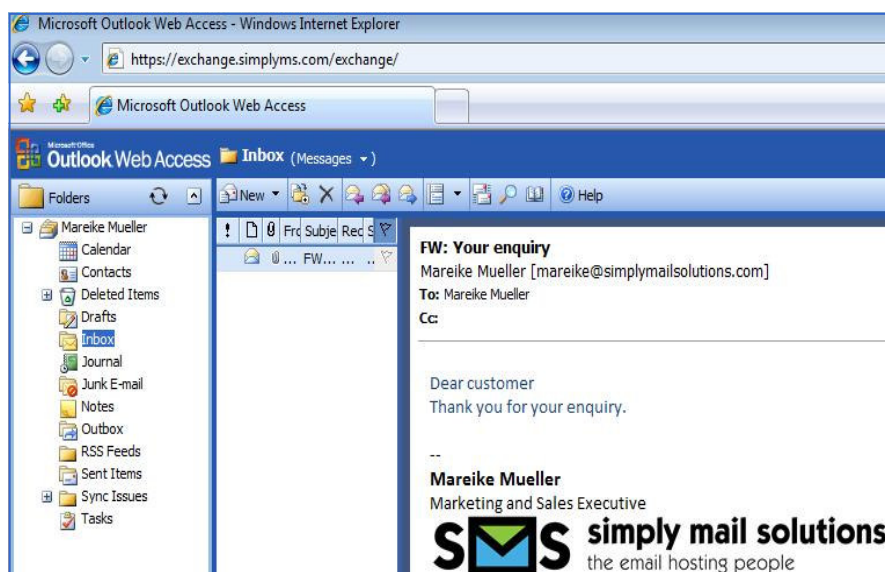 Microsoft Outlook Web Access - Windows Internet Explorer
https://exchange.simplyms.com/exchange/
Microsoft Outlook Web Access
Microsoft Office
Outlook Web Access
Inbox (Messages )
Folders
New
Help
Mareike Mueller
Calendar
Contacts
Deleted Items
Drafts
Inbox
Journal
Junk E-mail
Notes
Outbox
RSS Feeds
Sent Items
Sync Issues
Tasks
! Frc Subje Rec S
... FW... ... ..
FW: Your enquiry
Mareike Mueller [mareike@simplymailsolutions.com]
To: Mareike Mueller
Cc:
Dear customer
Thank you for your enquiry.
--
Mareike Mueller
Marketing and Sales Executive
SMS simply mail solutions
the email hosting people